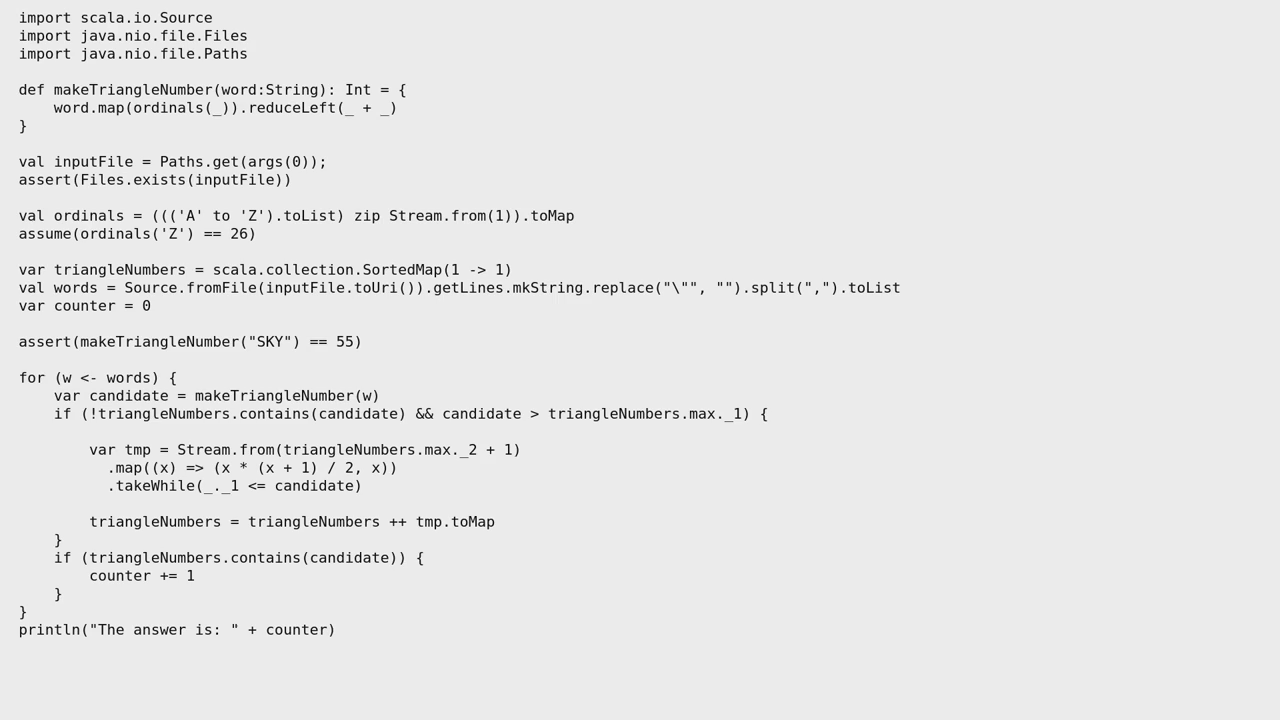 import scala.io.Source
import java.nio.file.Files
import java.nio.file.Paths

def makeTriangleNumber(word:String): Int = {
    word.map(ordinals(_)).reduceLeft(_ + _)
}

val inputFile = Paths.get(args(0));
assert(Files.exists(inputFile))

val ordinals = ((('A' to 'Z').toList) zip Stream.from(1)).toMap
assume(ordinals('Z') == 26)

var triangleNumbers = scala.collection.SortedMap(1 -> 1)
val words = Source.fromFile(inputFile.toUri()).getLines.mkString.replace("\"", "").split(",").toList
var counter = 0

assert(makeTriangleNumber("SKY") == 55)

for (w <- words) {
    var candidate = makeTriangleNumber(w)
    if (!triangleNumbers.contains(candidate) && candidate > triangleNumbers.max._1) {

        var tmp = Stream.from(triangleNumbers.max._2 + 1)
          .map((x) => (x * (x + 1) / 2, x))
          .takeWhile(_._1 <= candidate)

        triangleNumbers = triangleNumbers ++ tmp.toMap
    }
    if (triangleNumbers.contains(candidate)) {
        counter += 1
    }
}
println("The answer is: " + counter)